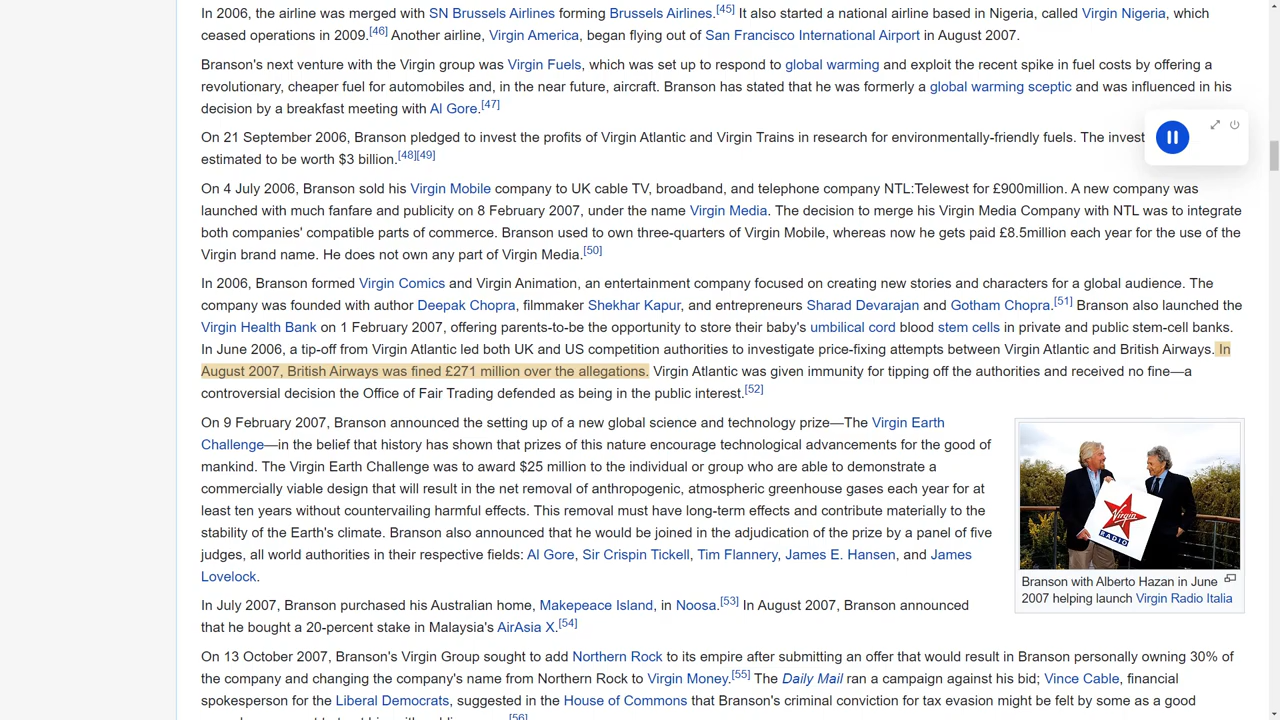 In 2006, the airline was merged with SN Brussels Airlines forming Brussels Airlines.[45] It also started a national airline based in Nigeria, called Virgin Nigeria, which
ceased operations in 2009.[46] Another airline, Virgin America, began flying out of San Francisco International Airport in August 2007.
Branson's next venture with the Virgin group was Virgin Fuels, which was set up to respond to global warming and exploit the recent spike in fuel costs by offering a
revolutionary, cheaper fuel for automobiles and, in the near future, aircraft. Branson has stated that he was formerly a global warming sceptic and was influenced in his
decision by a breakfast meeting with Al Gore.[47]
On 21 September 2006, Branson pledged to invest the profits of Virgin Atlantic and Virgin Trains in research for environmentally-friendly fuels. The invest
estimated to be worth $3 billion.[48][49]
On 4 July 2006, Branson sold his Virgin Mobile company to UK cable TV, broadband, and telephone company NTL:Telewest for £900million. A new company was
launched with much fanfare and publicity on 8 February 2007, under the name Virgin Media. The decision to merge his Virgin Media Company with NTL was to integrate
both companies' compatible parts of commerce. Branson used to own three-quarters of Virgin Mobile, whereas now he gets paid £8.5million each year for the use of the
Virgin brand name. He does not own any part of Virgin Media.[50]
In 2006, Branson formed Virgin Comics and Virgin Animation, an entertainment company focused on creating new stories and characters for a global audience. The
company was founded with author Deepak Chopra, filmmaker Shekhar Kapur, and entrepreneurs Sharad Devarajan and Gotham Chopra.[51] Branson also launched the
Virgin Health Bank on 1 February 2007, offering parents-to-be the opportunity to store their baby's umbilical cord blood stem cells in private and public stem-cell banks.
In June 2006, a tip-off from Virgin Atlantic led both UK and US competition authorities to investigate price-fixing attempts between Virgin Atlantic and British Airways. In
August 2007, British Airways was fined £271 million over the allegations. Virgin Atlantic was given immunity for tipping off the authorities and received no fine—a
controversial decision the Office of Fair Trading defended as being in the public interest.[52]
On 9 February 2007, Branson announced the setting up of a new global science and technology prize—The Virgin Earth
Challenge—in the belief that history has shown that prizes of this nature encourage technological advancements for the good of
mankind. The Virgin Earth Challenge was to award $25 million to the individual or group who are able to demonstrate a
commercially viable design that will result in the net removal of anthropogenic, atmospheric greenhouse gases each year for at
least ten years without countervailing harmful effects. This removal must have long-term effects and contribute materially to the
stability of the Earth's climate. Branson also announced that he would be joined in the adjudication of the prize by a panel of five
judges, all world authorities in their respective fields: Al Gore, Sir Crispin Tickell, Tim Flannery, James E. Hansen, and James
Lovelock.
Virgin
RADIO
Branson with Alberto Hazan in June
2007 helping launch Virgin Radio Italia
In July 2007, Branson purchased his Australian home, Makepeace Island, in Noosa.[53] In August 2007, Branson announced
that he bought a 20-percent stake in Malaysia's AirAsia X.[54]
On 13 October 2007, Branson's Virgin Group sought to add Northern Rock to its empire after submitting an offer that would result in Branson personally owning 30% of
the company and changing the company's name from Northern Rock to Virgin Money.[55] The Daily Mail ran a campaign against his bid; Vince Cable, financial
spokesperson for the Liberal Democrats, suggested in the House of Commons that Branson's criminal conviction for tax evasion might be felt by some as a good
[56]